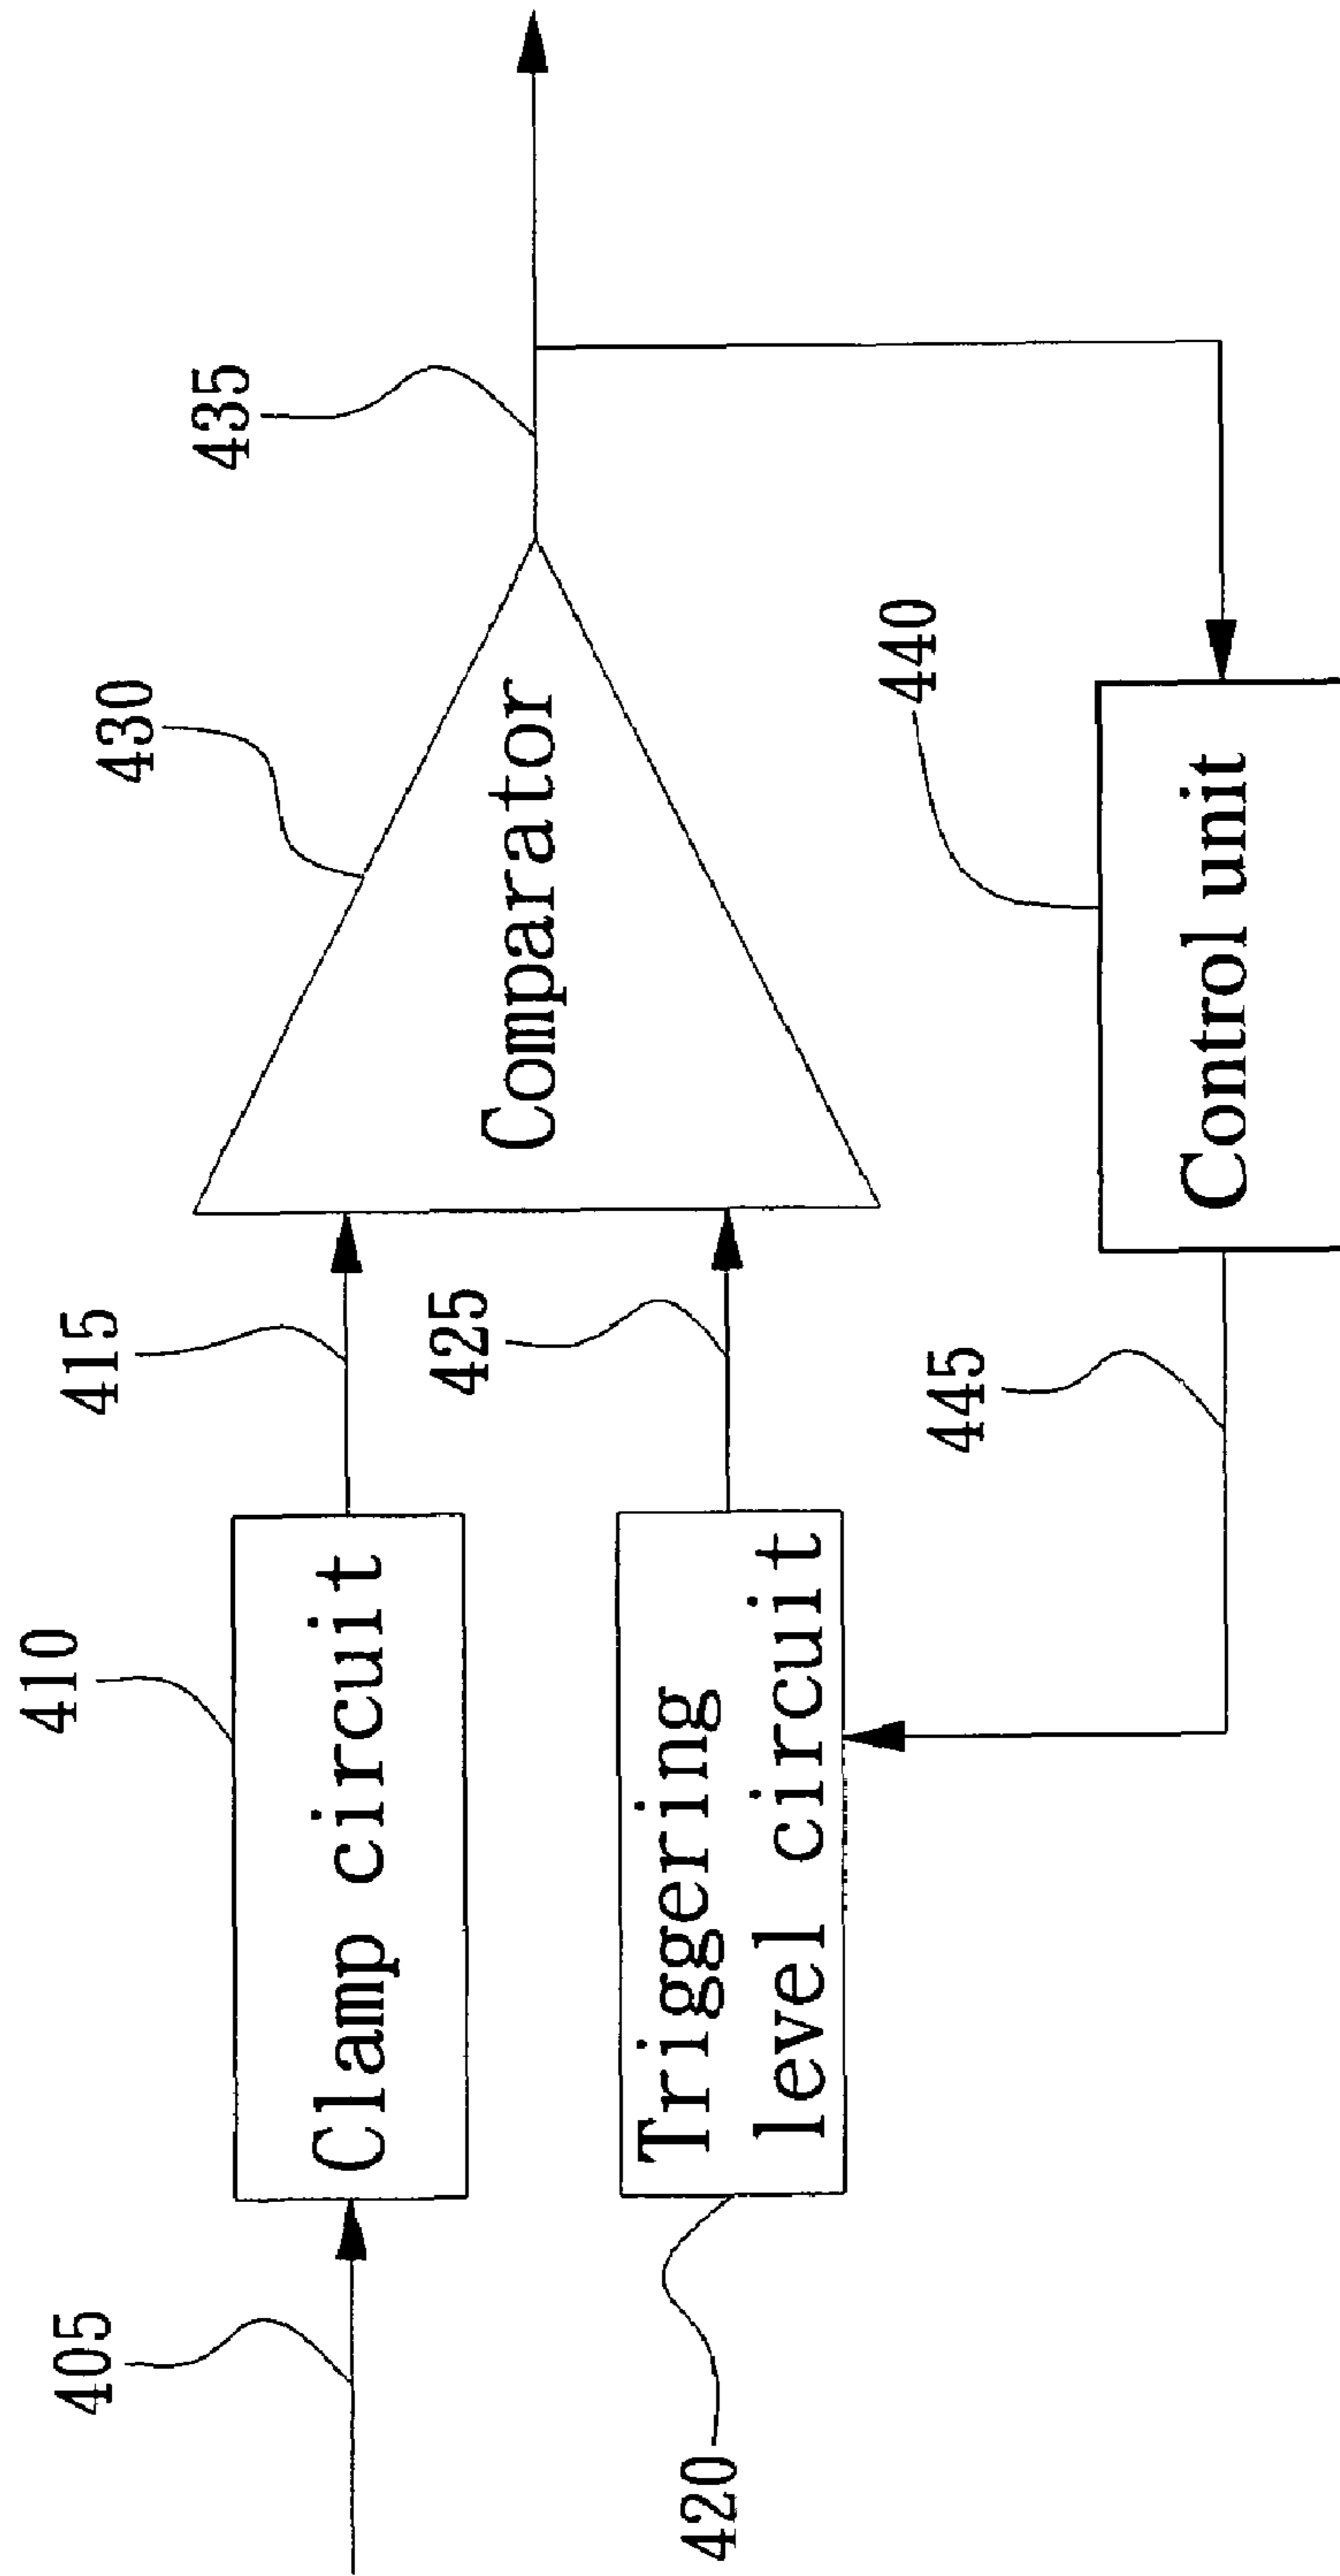 405
410
Clamp circuit
415
420
Triggering
level circuit
425
430
Comparator
435
440
Control unit
445